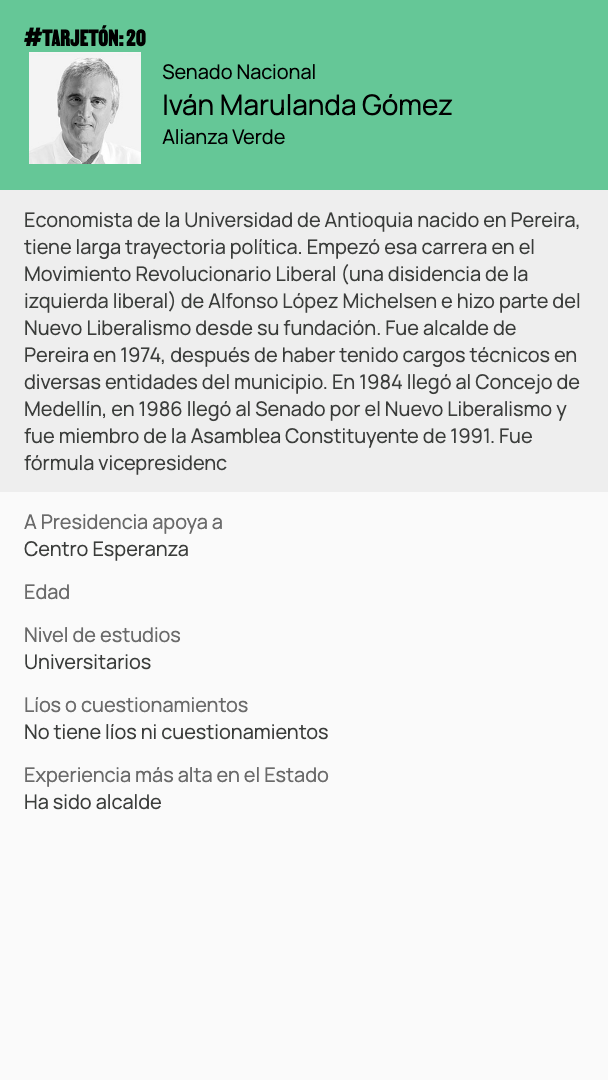 #TARJETÓN: 20
Senado Nacional
Iván Marulanda Gómez
Alianza Verde
Economista de la Universidad de Antioquia nacido en Pereira,
tiene larga trayectoria política. Empezó esa carrera en el
Movimiento Revolucionario Liberal (una disidencia de la
izquierda liberal) de Alfonso López Michelsen e hizo parte del
Nuevo Liberalismo desde su fundación. Fue alcalde de
Pereira en 1974, después de haber tenido cargos técnicos en
diversas entidades del municipio. En 1984 llegó al Concejo de
Medellín, en 1986 llegó al Senado por el Nuevo Liberalismo y
fue miembro de la Asamblea Constituyente de 1991. Fue
fórmula vicepresidenc
A Presidencia apoya a
Centro Esperanza
Edad
Nivel de estudios
Universitarios
Líos o cuestionamientos
No tiene líos ni cuestionamientos
Experiencia más alta en el Estado
Ha sido alcalde